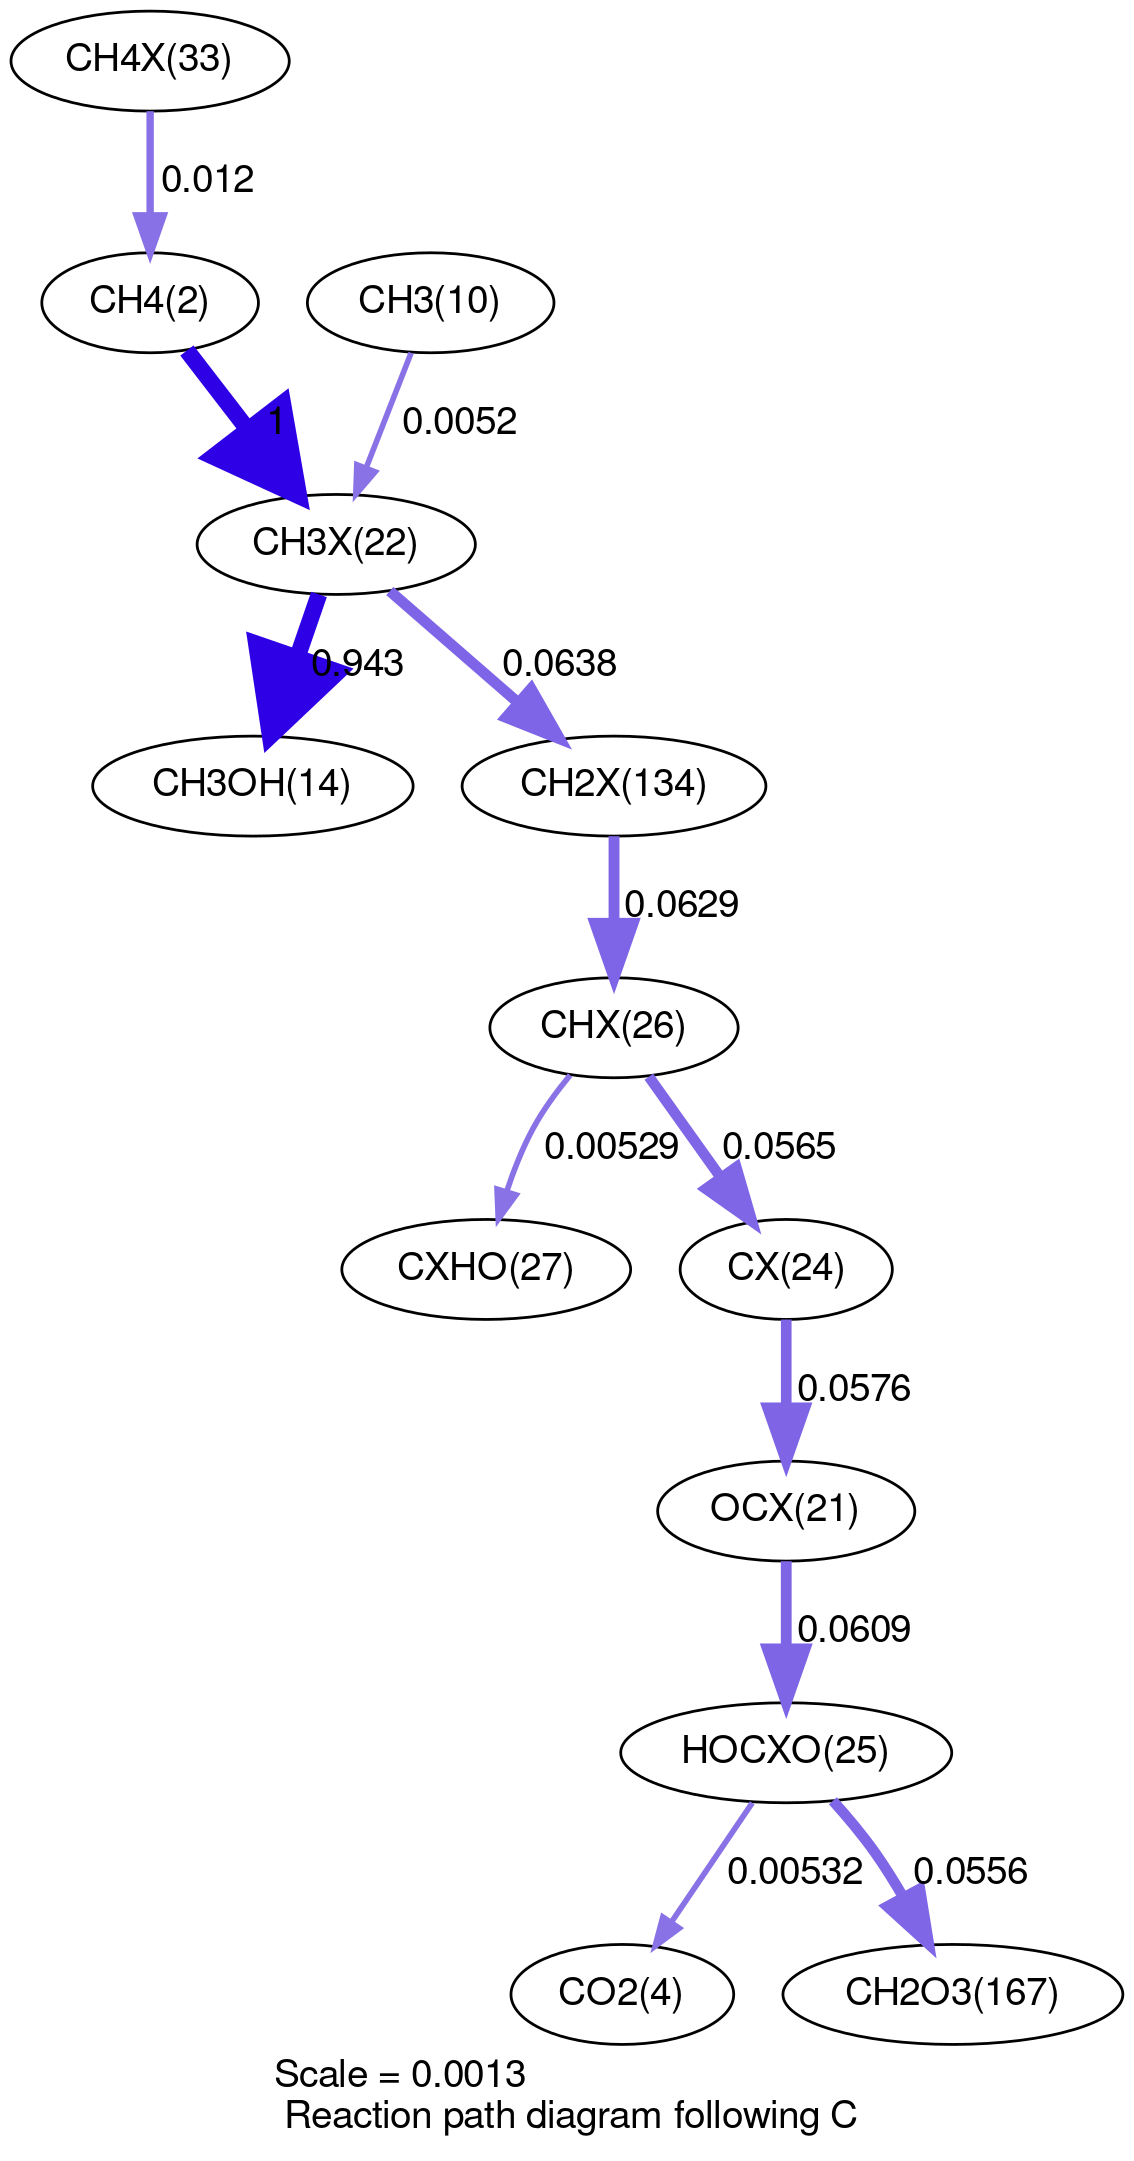 CH4X(33)
0.012
CH4(2)
CH3(10)
1
0.0052
CH3X(22)
0.943
0.0638
CH3OH(14)
CH2X(134)
0.0629
CHX(26)
0.00529
0.0565
CXHO(27)
CX(24)
0.0576
OCX(21)
0.0609
HOCXO(25)
0.00532
0.0556
CO2(4)
CH2O3(167)
Scale = 0.0013
Reaction path diagram following C